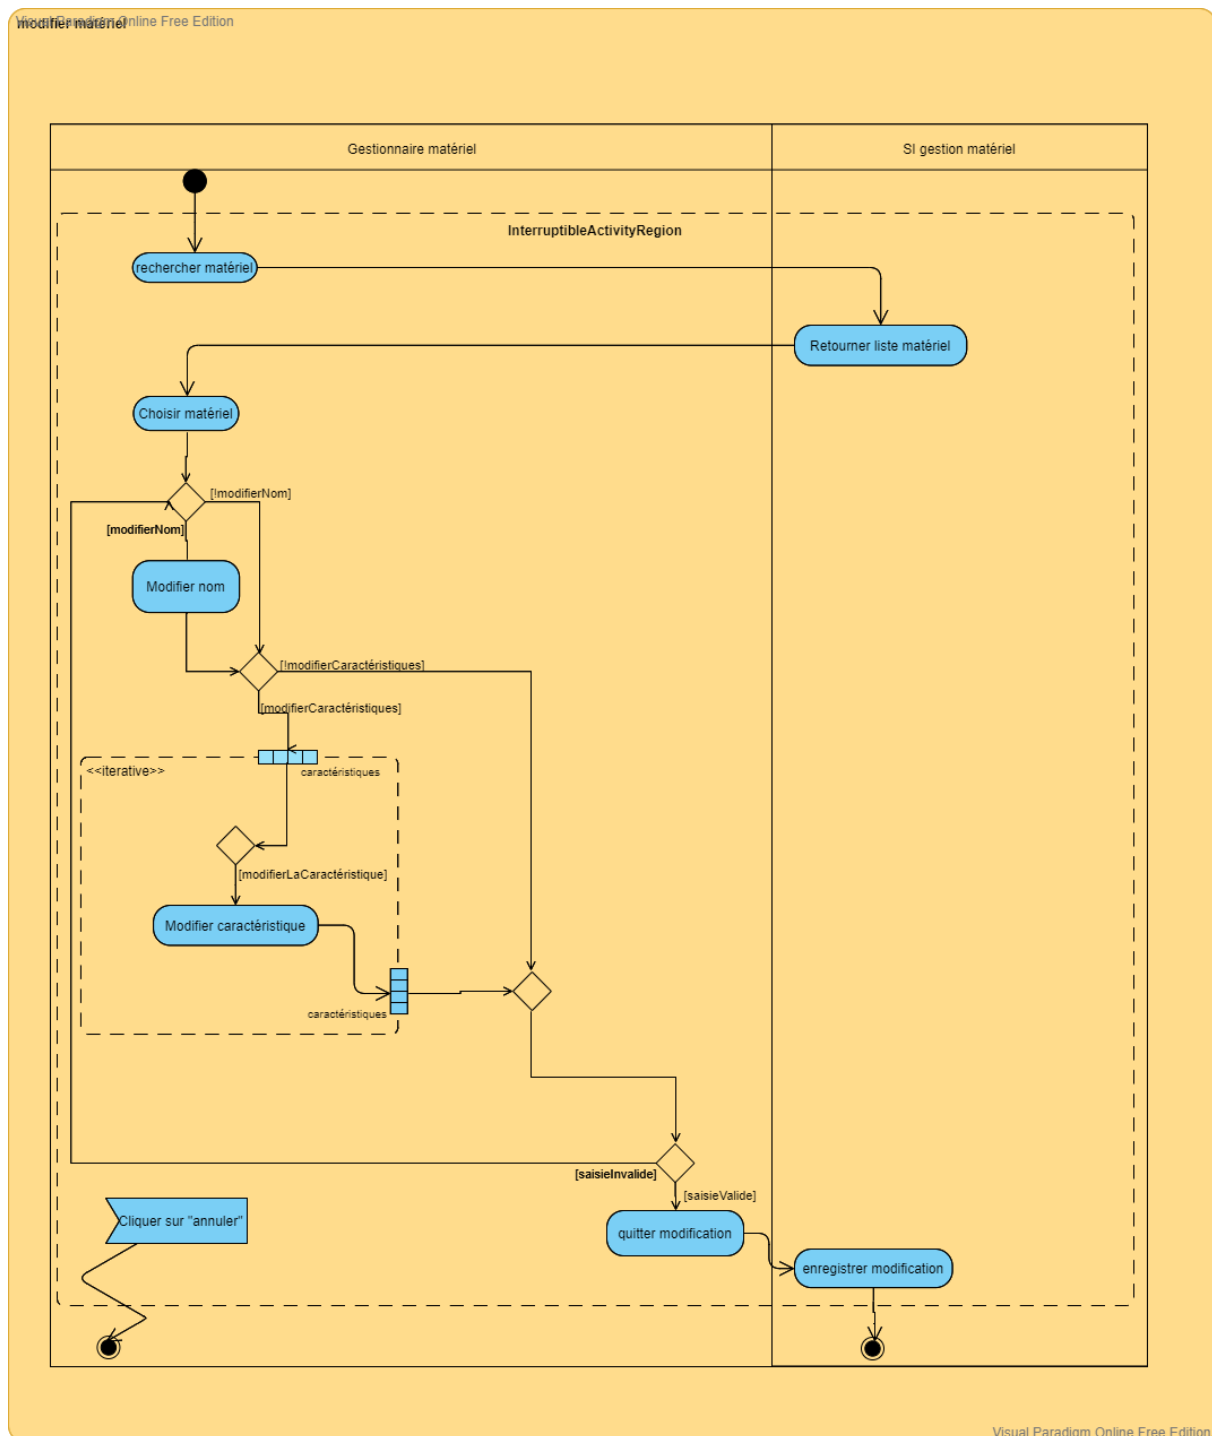 Visual Paradigm Online Free Edition
modifier matériel
Gestionnaire matériel
SI gestion matériel
InterruptibleActivityRegion
rechercher matériel
Retourner liste matériel
Choisir matériel
[!modifierNom]
[modifierNom]
Modifier nom
[!modifierCaractéristiques]
[modifierCaractéristiques]
<<iterative>>
caractéristiques
[modifierLaCaractéristique]
Modifier caractéristique
caractéristiques
[saisieInvalide]
[saisieValide]
Cliquer sur "annuler"
quitter modification
enregistrer modification
Visual Paradigm Online Free Edition